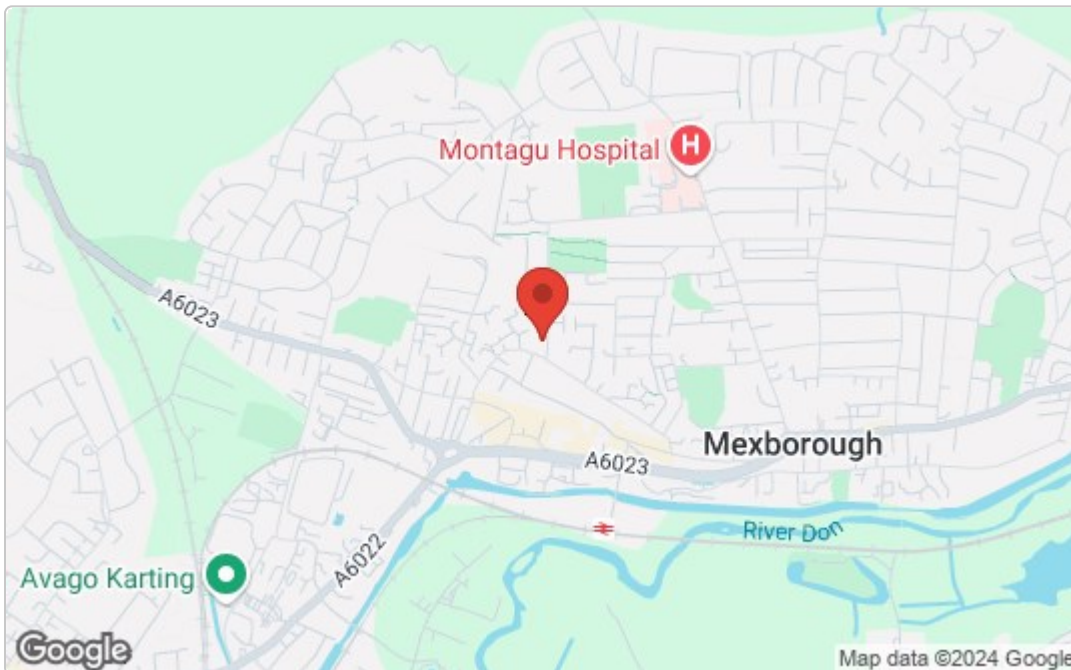 Montagu Hospital H
A6023
Mexborough
A6023
River Don
A6022
Avago Karting
Google
Map data ©2024 Google